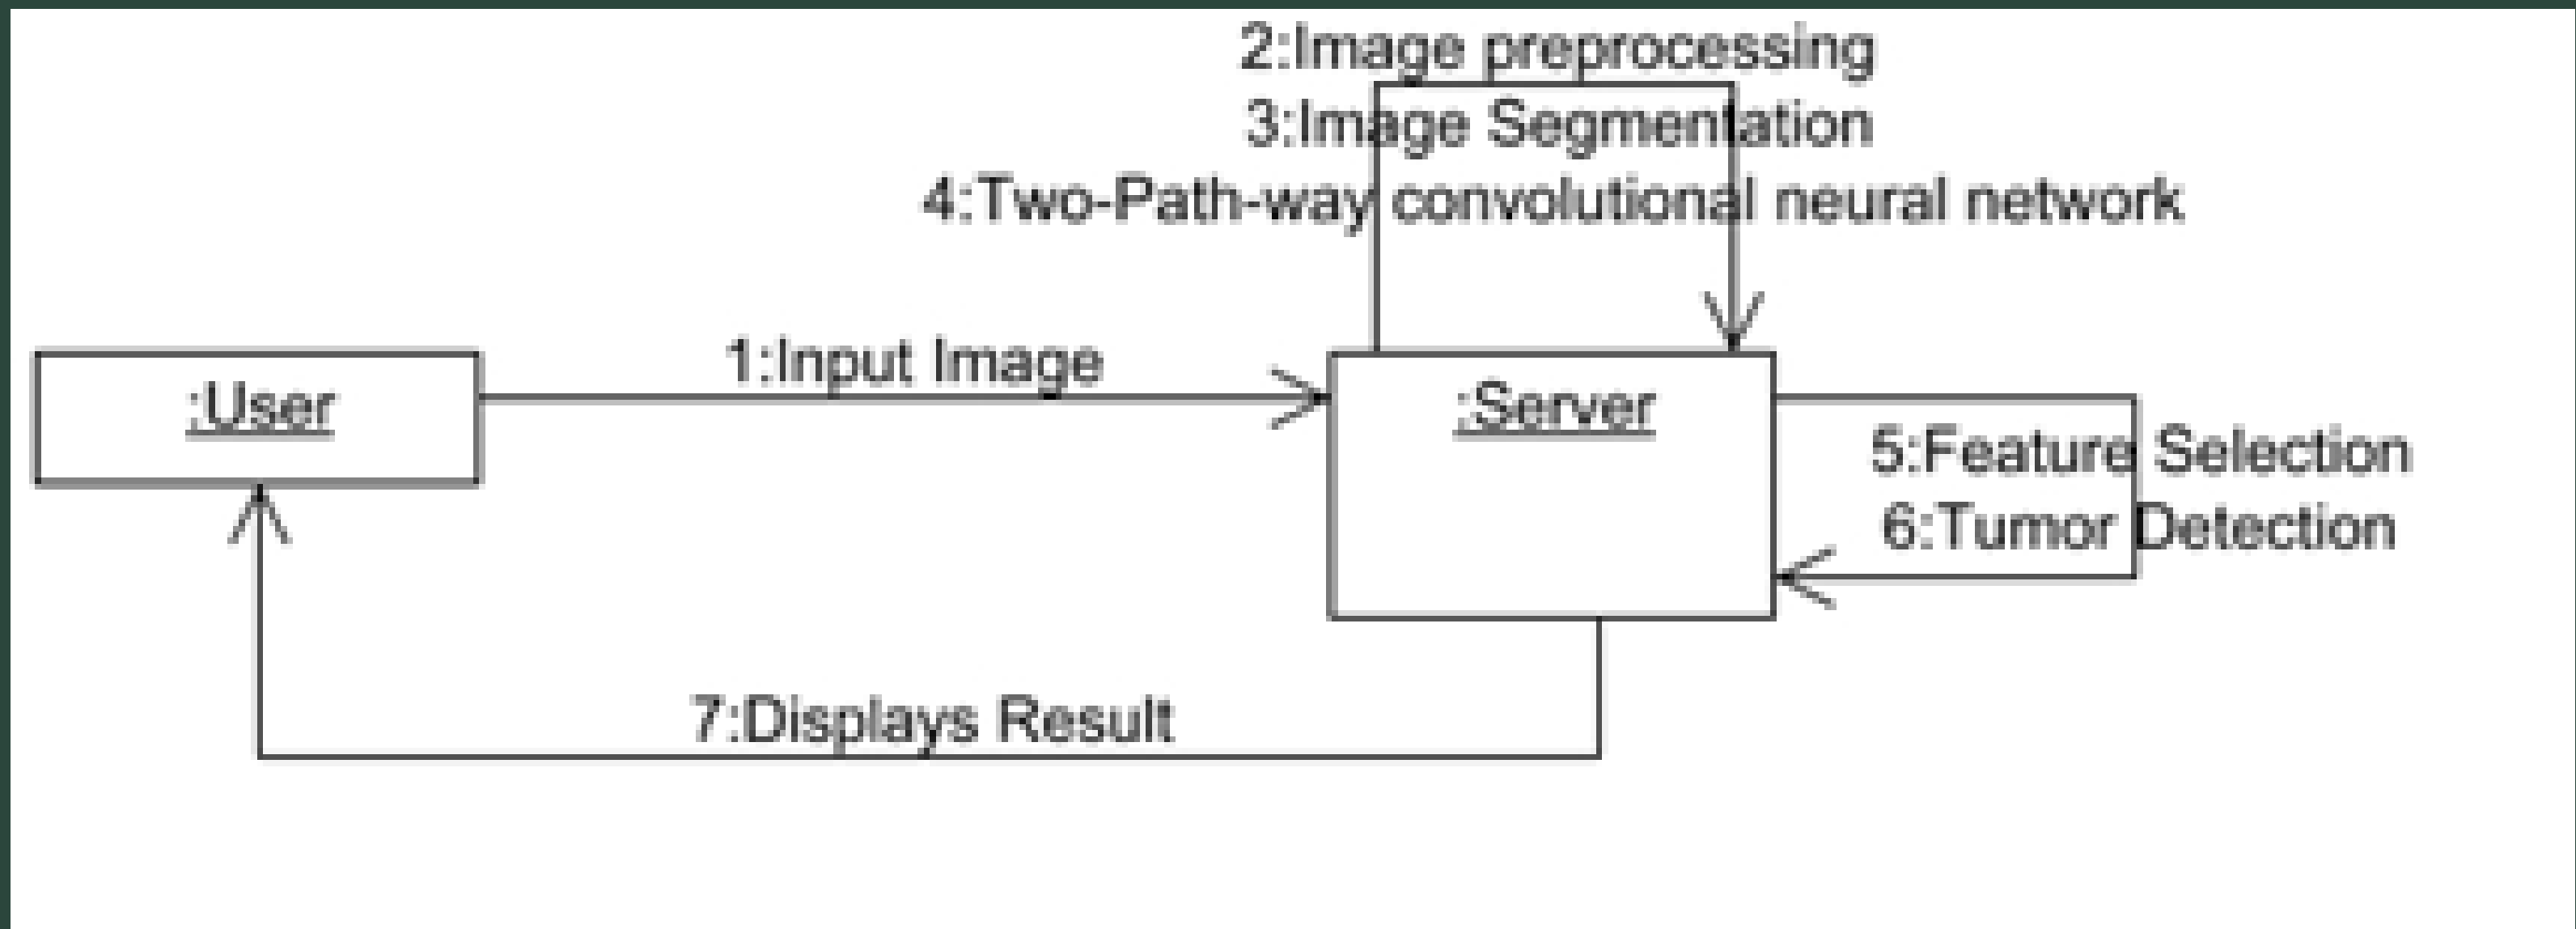 2:Image preprocessing
3:Image Segmentation
4:Two-Path-way convolutional neural network
1:Input Image
:User
:Server
5:Feature Selection
6:Tumor Detection
7:Displays Result